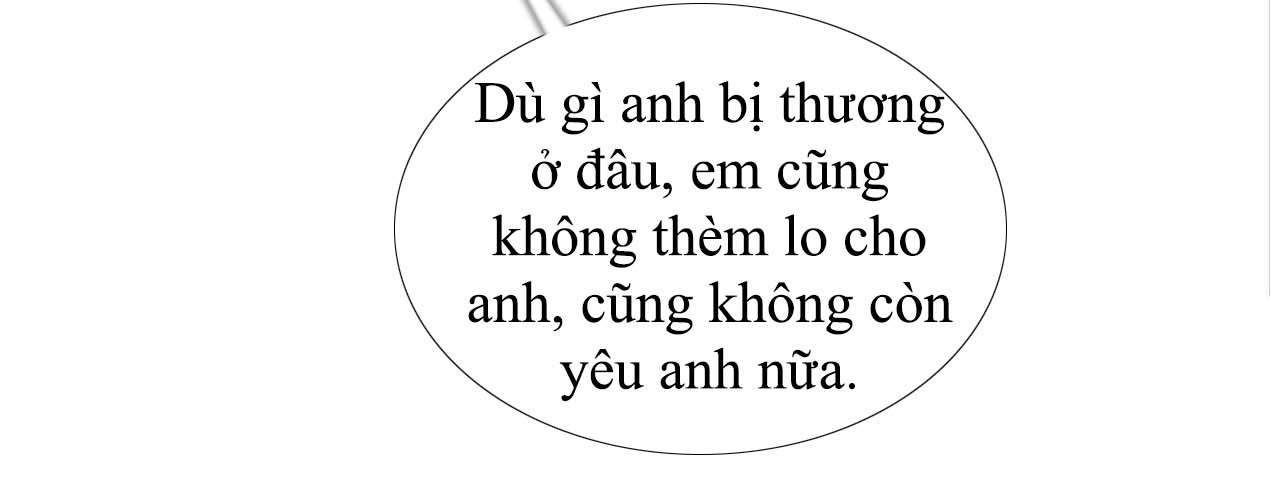 Dù gì anh bị thương
ở đâu, em cũng
không thèm lo cho
anh, cũng không còn
yêu anh nữa.